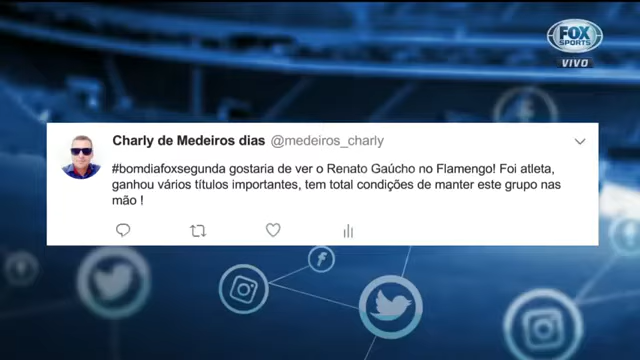 FOX
SPORTS
VIVO
Charly de Medeiros dias @medeiros_charly
#bomdiafoxsegunda gostaria de ver o Renato Gaúcho no Flamengo! Foi atleta,
ganhou vários títulos importantes, tem total condições de manter este grupo nas
mão !